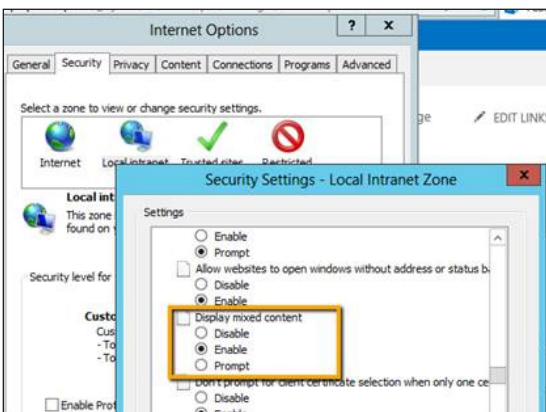 Internet Options
? x
General Security Privacy Content Connections Programs Advanced
EDIT LINKS
Select a zone to view or change security settings.
Internet Local intranet Trusted sites Restricted
Security Settings - Local Intranet Zone
x
Local int
This zone
found on
Settings
Enable
Prompt
Allow websites to open windows without address or status ba
Disable
Enable
Security level for
Display mixed content
Disable
Enable
Prompt
Custo
Cus
- To
- To
Don't prompt for client certificate selection when only one ce
Disable
Enable Prot